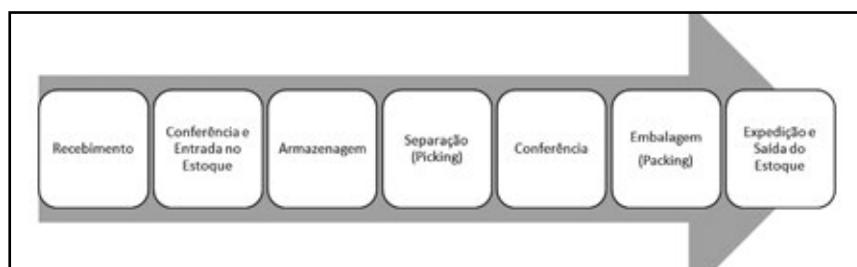 Recebimento
Conferência e
Entrada no
Estoque
Armazenagem
Separação
(Picking)
Conferência
Embalagem
(Packing)
Expedição e
Saída do
Estoque